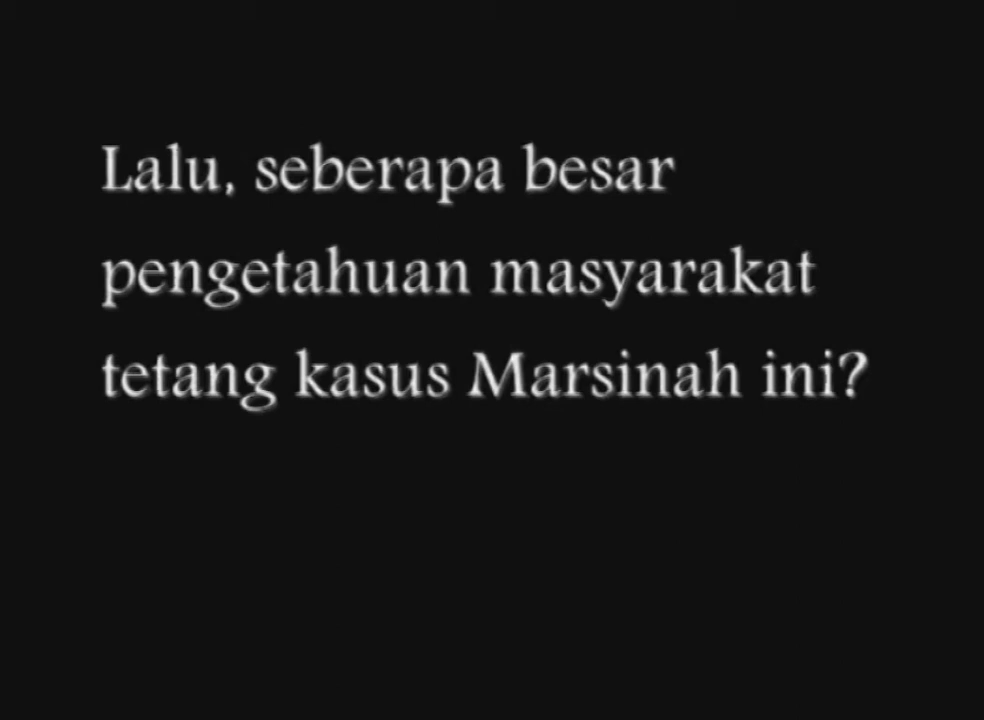 Lalu, seberapa besar
pengetahuan masyarakat
tetang kasus Marsinah ini?